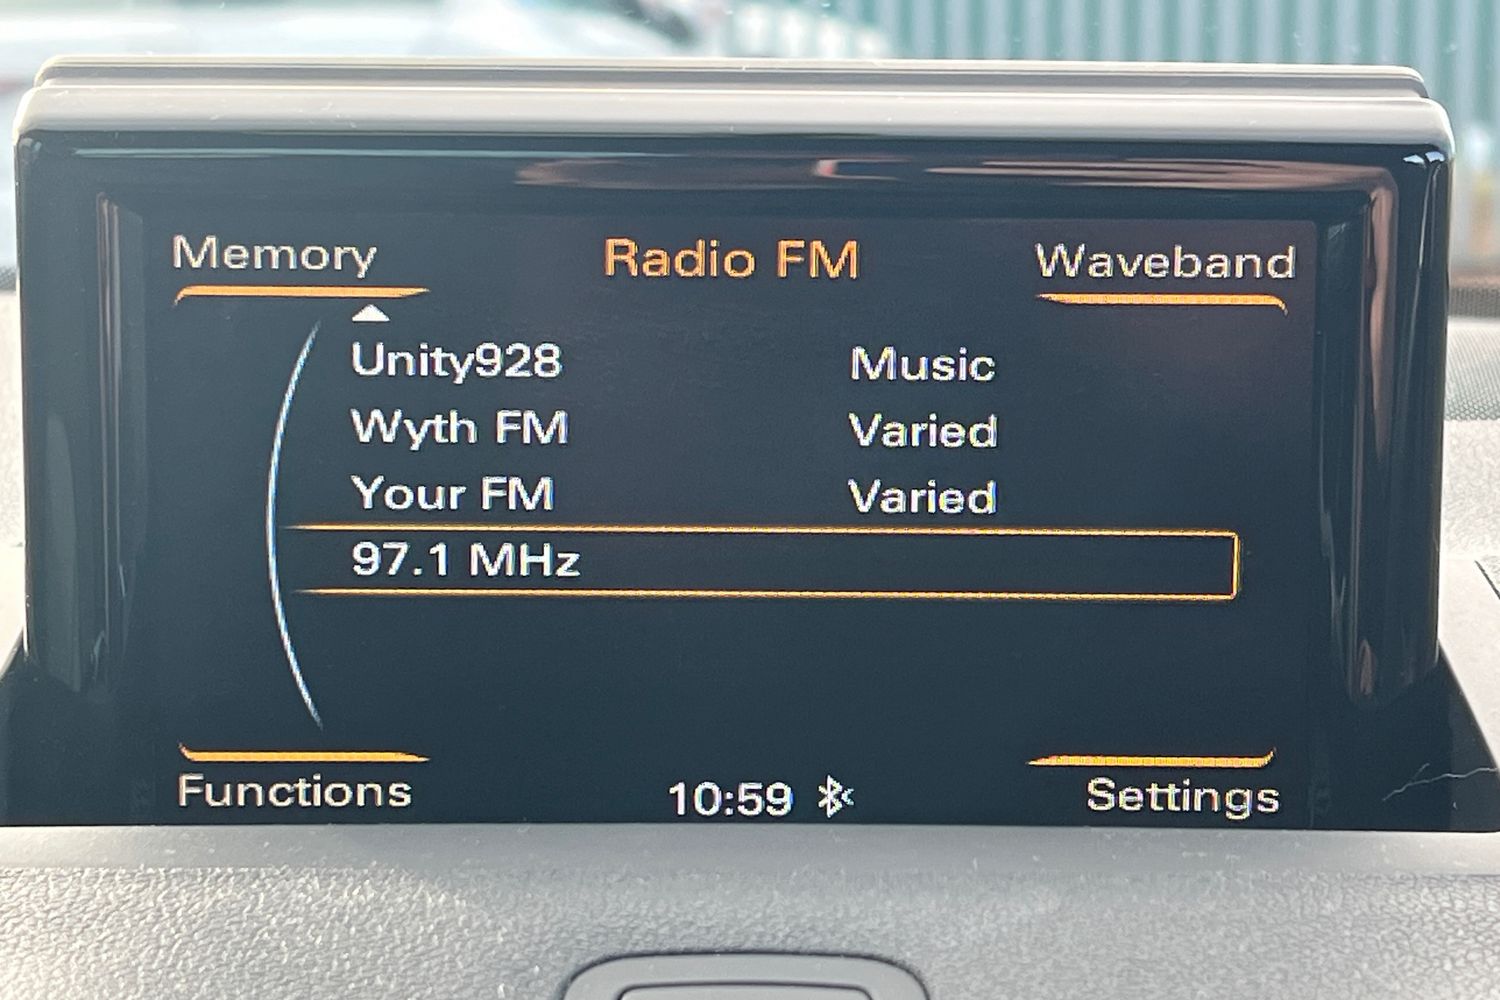 Memory Radio FM Waveband
Unity928 Music
Wyth FM Varied
Your FM Varied
97.1 MHz
Functions 10:59 Settings